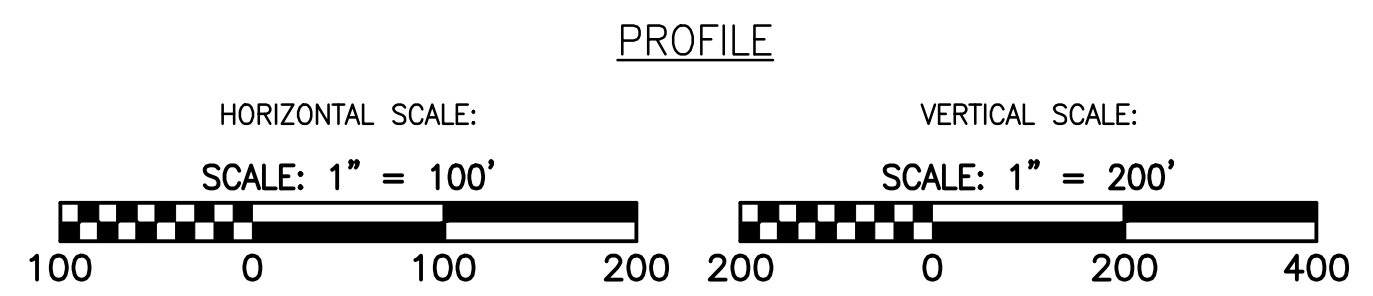 PROFILE
HORIZONTAL SCALE:
SCALE: 1" = 100'
100 0 100 200
VERTICAL SCALE:
SCALE: 1" = 200'
200 0 200 400